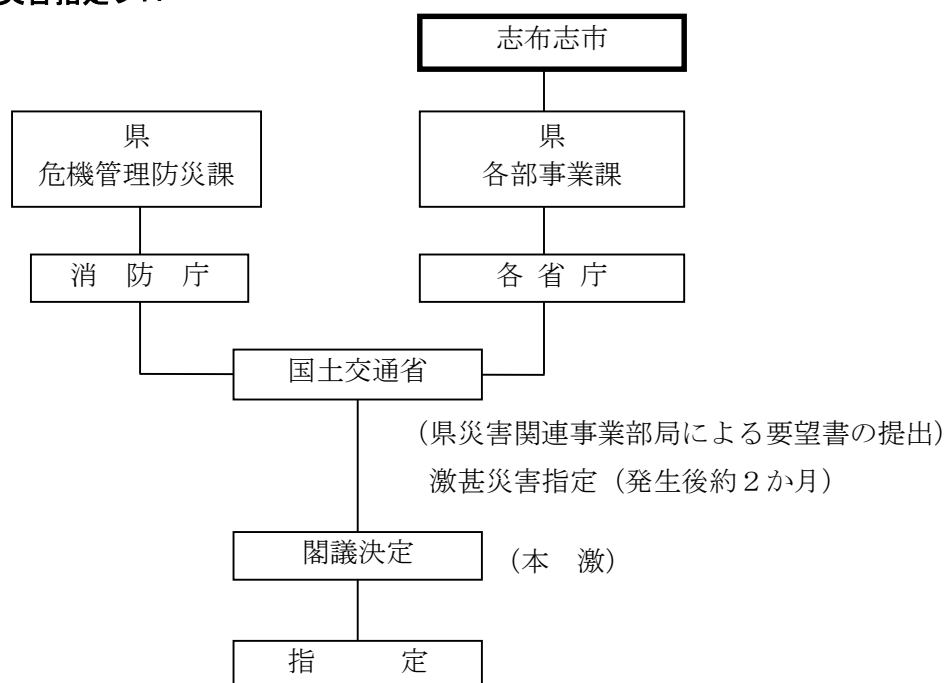 志布志市
県
危機管理防災課
県
各部事業課
消 防 庁
各 省 庁
国土交通省
(県災害関連事業部局による要望書の提出)
激甚災害指定(発生後約２か月)
閣議決定
(本 激)
指 定